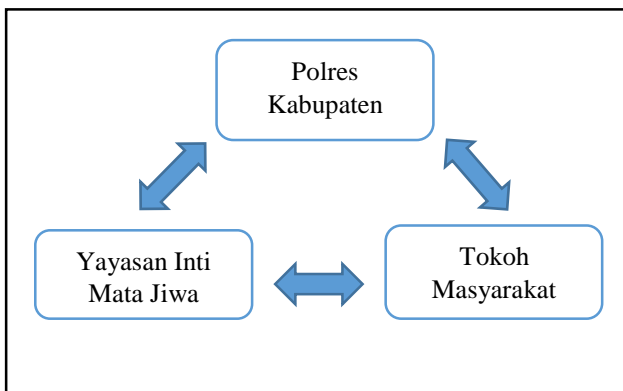 Polres
Kabupaten
Yayasan Inti
Mata Jiwa
Tokoh
Masyarakat